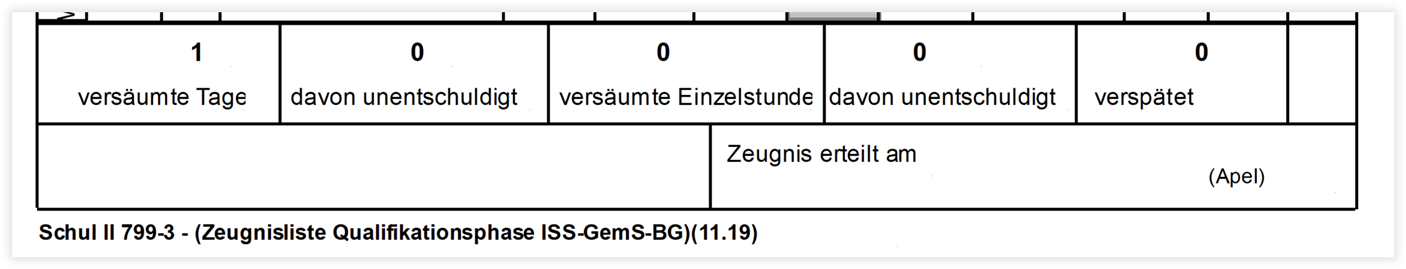 1 0 0 0 0
versäumte Tage davon unentschuldigt versäumte Einzelstunde davon unentschuldigt verspätet
Zeugnis erteilt am
(Apel)
Schul II 799-3 - (Zeugnisliste Qualifikationsphase ISS-GemS-BG)(11.19)